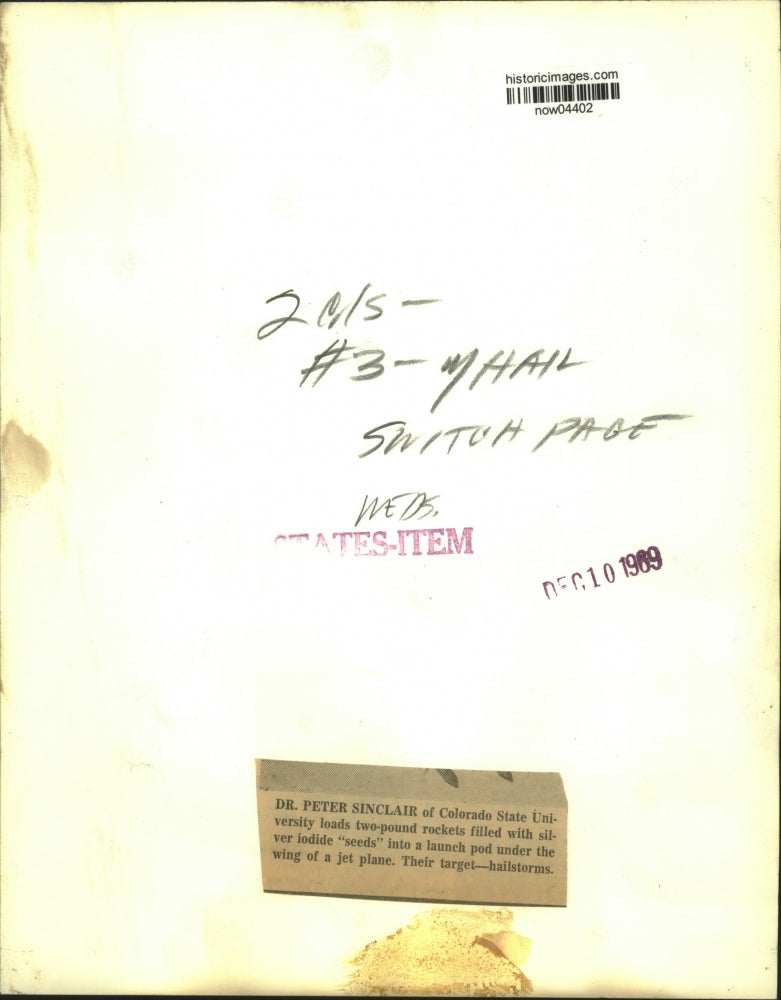 historicimages.com
now04402
2 c/s -
#3 - w/ HAIL
SWITCH PAGE
WEDS.
STATES-ITEM
DEC 10 1969
DR. PETER SINCLAIR of Colorado State Uni-
versity loads two-pound rockets filled with sil-
ver iodide “seeds” into a launch pod under the
wing of a jet plane. Their target—hailstorms.